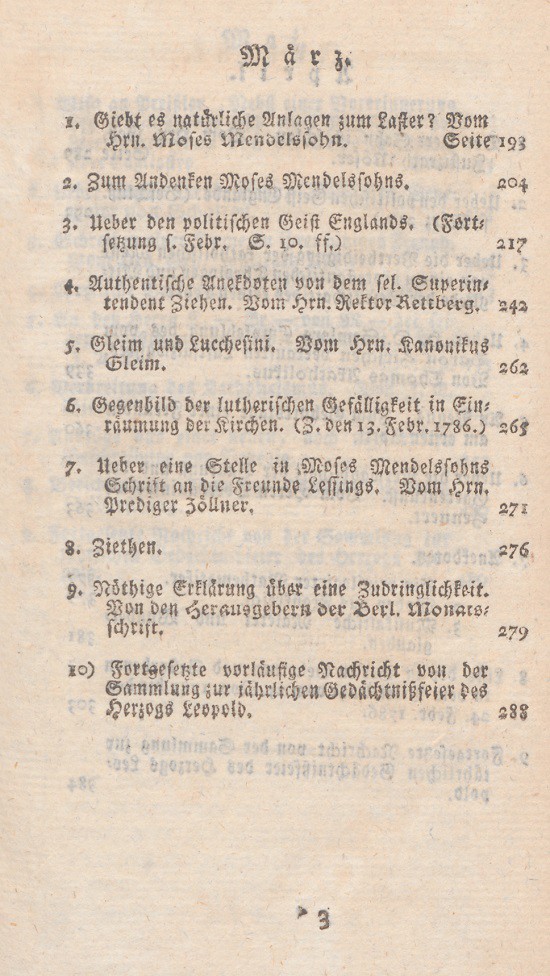 März.
1. Giebt es natürliche Anlagen zum Laster? Vom
Hrn. Moses Mendelssohn. Seite 193
2. Zum Andenken Moses Mendelssohns. 204
3. Ueber den politischen Geist Englands. (Fort-
setzung s. Febr. S. 10. ff.) 217
4. Authentische Anekdoten von dem sel. Superin-
tendent Ziehen. Vom Hrn. Rektor Rettberg. 242
5. Gleim und Lucchesini. Vom Hrn. Kanonikus
Gleim. 262
6. Gegenbild der lutherischen Gefälligkeit in Ein-
räumung der Kirchen. (Z. den 13. Febr. 1786.) 265
7. Ueber eine Stelle in Moses Mendelssohns
Schrift an die Freunde Lessings. Vom Hrn.
Prediger Zöllner. 271
8. Ziethen. 276
9. Nöthige Erklärung über eine Zudringlichkeit.
Von den Herausgebern der Berl. Monats-
schrift. 279
10) Fortgesetzte vorläufige Nachricht von der
Sammlung zur jährlichen Gedächtnißfeier des
Herzogs Leopold. 288
3